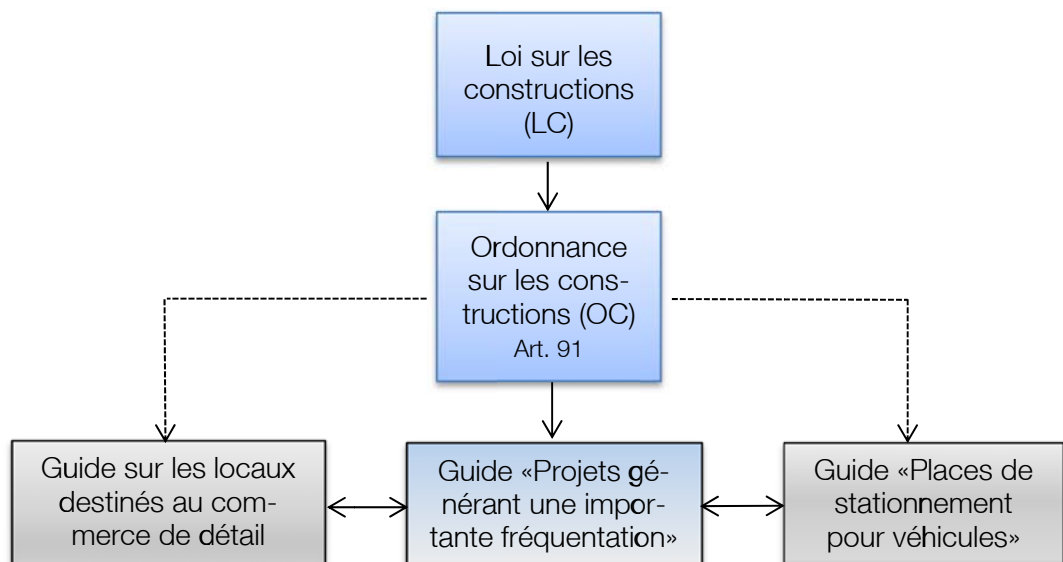 Loi sur les
constructions
(LC)
Ordonnance
sur les cons-
tructions (OC)
Art. 91
Guide sur les locaux
destinés au com-
merce de détail
Guide «Projets gé-
nérant une impor-
tante fréquentation»
Guide «Places de
stationnement
pour véhicules»